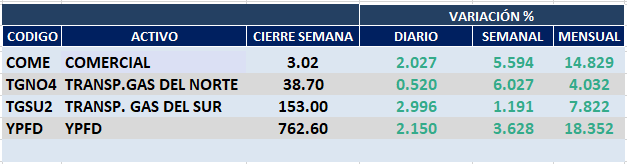 VARIACIÓN %
CODIGO ACTIVO CIERRE SEMANA DIARIO SEMANAL MENSUAL
COME COMERCIAL 3.02 2.027 5.594 14.829
TGNO4 TRANSP.GAS DEL NORTE 38.70 0.520 6.027 4.032
TGSU2 TRANSP. GAS DEL SUR 153.00 2.996 1.191 7.822
YPFD YPFD 762.60 2.150 3.628 18.352